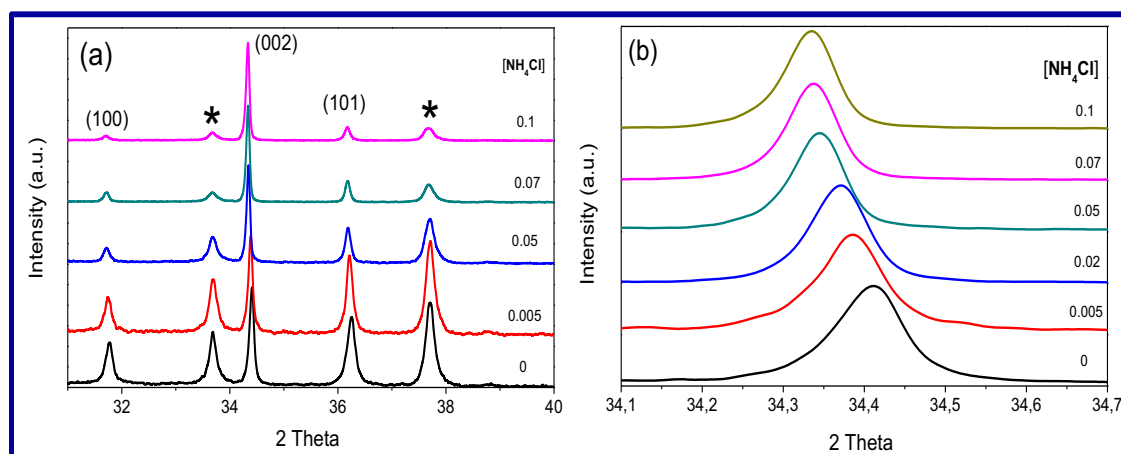 (a)
(002)
[NH₄Cl]
(100)
*
(101)
*
0.1
0.07
0.05
0.005
0
Intensity (a.u.)
32 34 36 38 40
2 Theta
(b)
[NH₄Cl]
0.1
0.07
0.05
0.02
0.005
0
Intensity (a.u.)
34,1 34,2 34,3 34,4 34,5 34,6 34,7
2 Theta